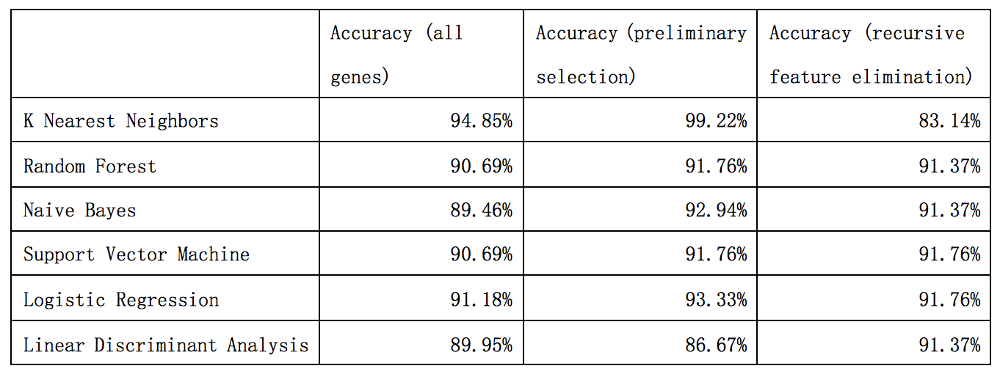 Accuracy (all genes) Accuracy (preliminary selection) Accuracy (recursive feature elimination)
K Nearest Neighbors 94.85% 99.22% 83.14%
Random Forest 90.69% 91.76% 91.37%
Naive Bayes 89.46% 92.94% 91.37%
Support Vector Machine 90.69% 91.76% 91.76%
Logistic Regression 91.18% 93.33% 91.76%
Linear Discriminant Analysis 89.95% 86.67% 91.37%